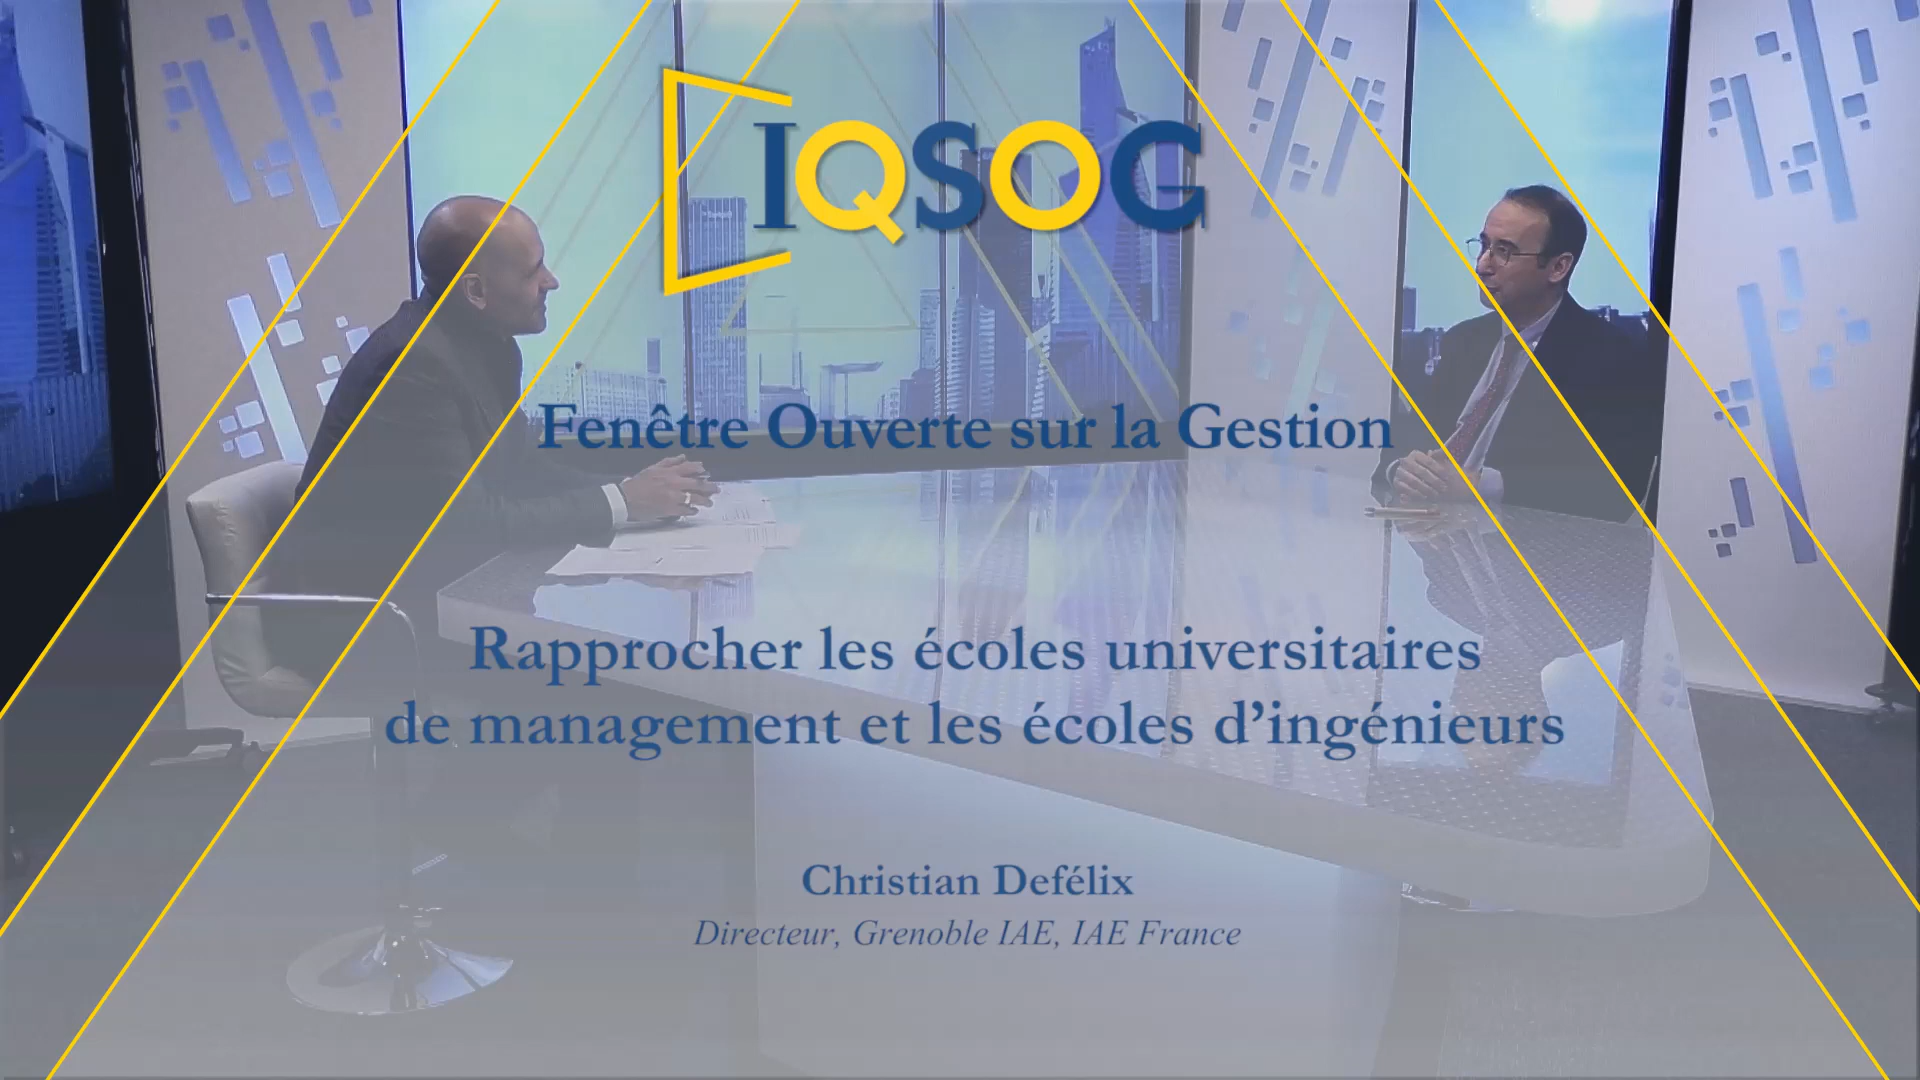 IQSOG
Fenêtre Ouverte sur la Gestion
Rapprocher les écoles universitaires
de management et les écoles d’ingénieurs
Christian Defélix
Directeur, Grenoble IAE, IAE France